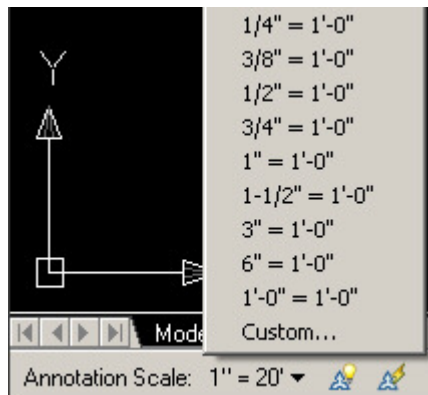 1/4" = 1'-0"
Y
3/8" = 1'-0"
1/2" = 1'-0"
3/4" = 1'-0"
1" = 1'-0"
1-1/2" = 1'-0"
3" = 1'-0"
6" = 1'-0"
1'-0" = 1'-0"
Mode
Custom...
Annotation Scale: 1" = 20'